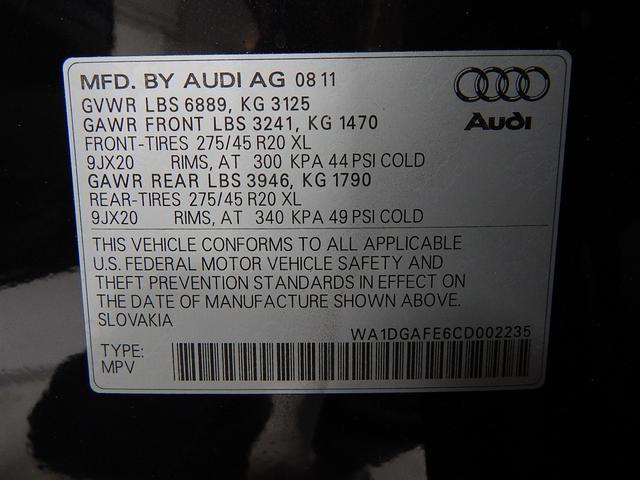 MFD. BY AUDI AG 08 11
GVWR LBS 6889, KG 3125
GAWR FRONT LBS 3241, KG 1470
FRONT-TIRES 275/45 R20 XL
9JX20 RIMS, AT 300 KPA 44 PSI COLD
GAWR REAR LBS 3946, KG 1790
REAR-TIRES 275/45 R20 XL
9JX20 RIMS, AT 340 KPA 49 PSI COLD
Audi
THIS VEHICLE CONFORMS TO ALL APPLICABLE
U.S. FEDERAL MOTOR VEHICLE SAFETY AND
THEFT PREVENTION STANDARDS IN EFFECT ON
THE DATE OF MANUFACTURE SHOWN ABOVE.
SLOVAKIA
WA1DGAFE6CD002235
TYPE:
MPV